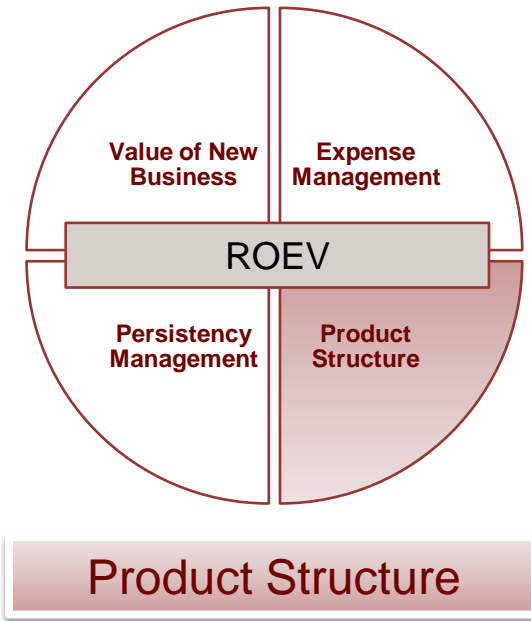 Value of New
Business
Expense
Management
ROEV
Persistency
Management
Product
Structure
Product Structure